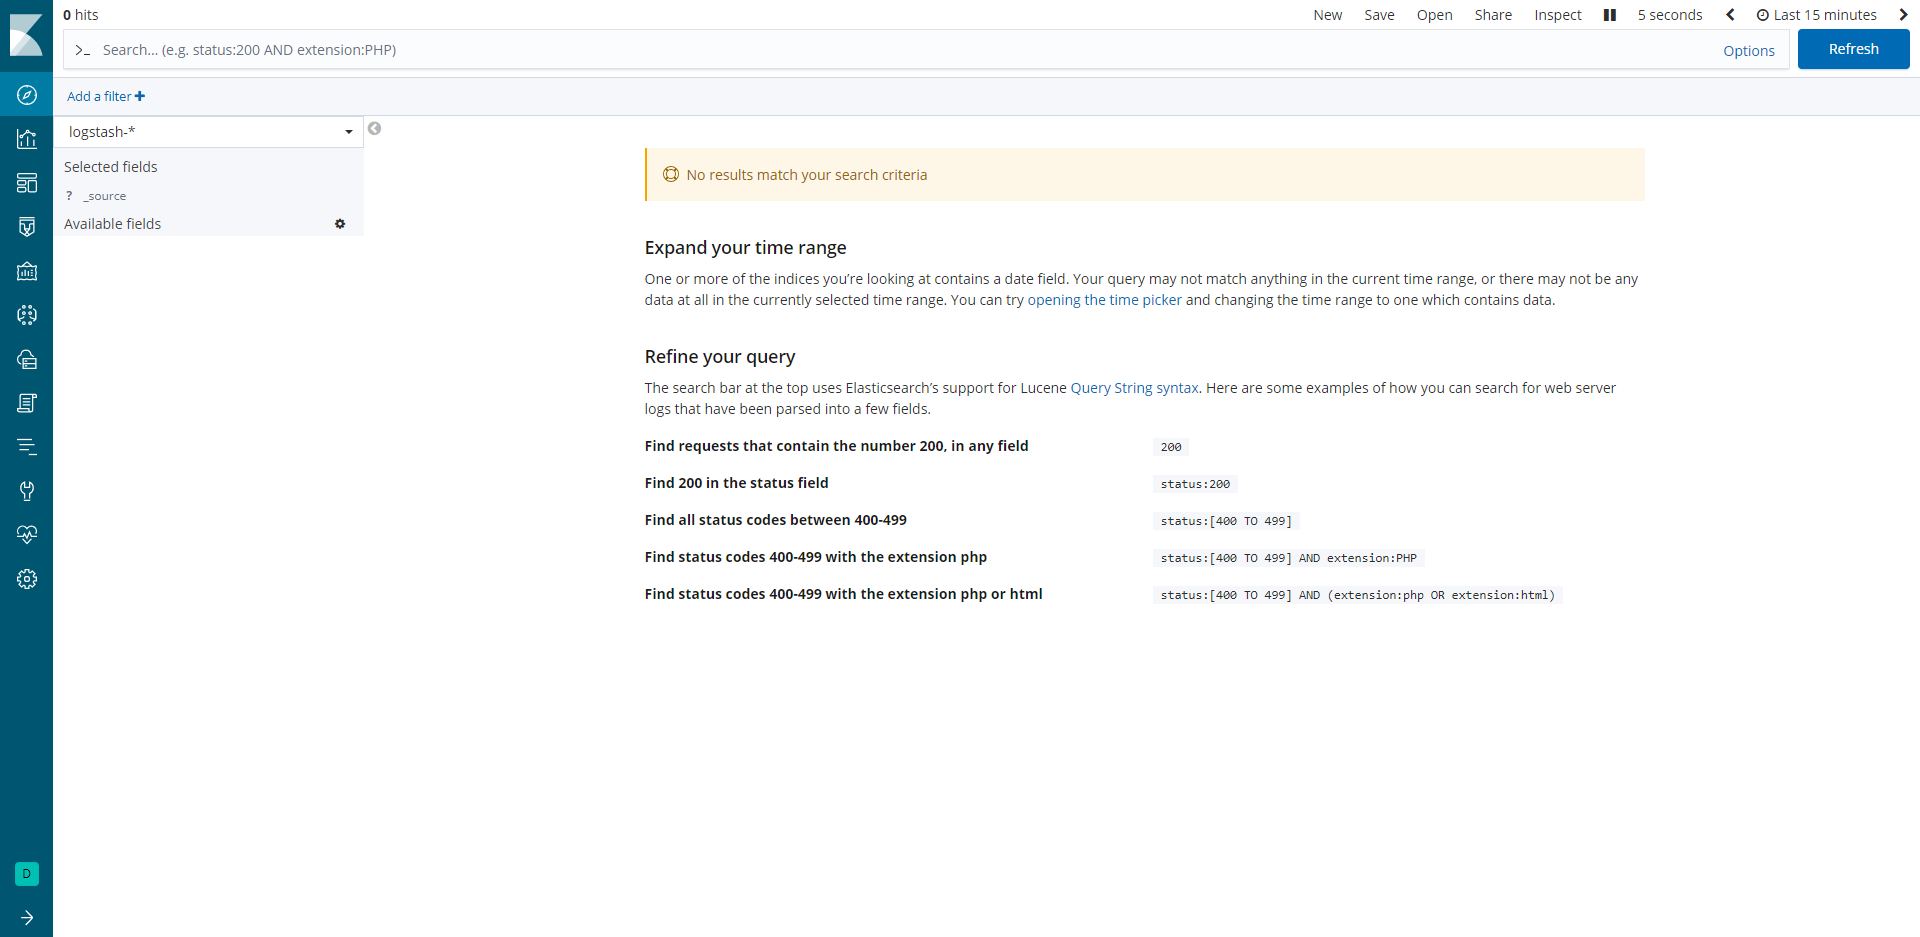 0 hits
New Save Open Share Inspect 5 seconds Last 15 minutes
>_ Search... (e.g. status:200 AND extension:PHP) Options Refresh
Add a filter
logstash-*
Selected fields
? _source
Available fields
No results match your search criteria
Expand your time range
One or more of the indices you’re looking at contains a date field. Your query may not match anything in the current time range, or there may not be any
data at all in the currently selected time range. You can try opening the time picker and changing the time range to one which contains data.
Refine your query
The search bar at the top uses Elasticsearch’s support for Lucene Query String syntax. Here are some examples of how you can search for web server
logs that have been parsed into a few fields.
Find requests that contain the number 200, in any field 200
Find 200 in the status field status:200
Find all status codes between 400-499 status:[400 TO 499]
Find status codes 400-499 with the extension php status:[400 TO 499] AND extension:PHP
Find status codes 400-499 with the extension php or html status:[400 TO 499] AND (extension:php OR extension:html)
D